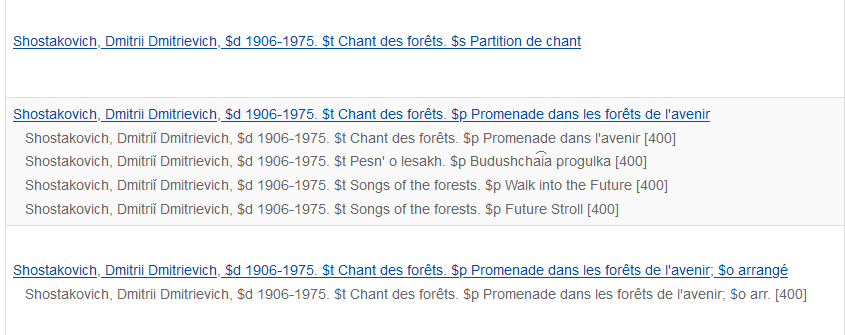 Shostakovich, Dmitrii Dmitrievich, $d 1906-1975. $t Chant des forêts. $s Partition de chant
Shostakovich, Dmitrii Dmitrievich, $d 1906-1975. $t Chant des forêts. $p Promenade dans les forêts de l'avenir
Shostakovich, Dmitriĭ Dmitrievich, $d 1906-1975. $t Chant des forêts. $p Promenade dans l'avenir [400]
Shostakovich, Dmitriĭ Dmitrievich, $d 1906-1975. $t Pesn' o lesakh. $p Budushchai͡a progulka [400]
Shostakovich, Dmitriĭ Dmitrievich, $d 1906-1975. $t Songs of the forests. $p Walk into the Future [400]
Shostakovich, Dmitriĭ Dmitrievich, $d 1906-1975. $t Songs of the forests. $p Future Stroll [400]
Shostakovich, Dmitrii Dmitrievich, $d 1906-1975. $t Chant des forêts. $p Promenade dans les forêts de l'avenir; $o arrangé
Shostakovich, Dmitrii Dmitrievich, $d 1906-1975. $t Chant des forêts. $p Promenade dans les forêts de l'avenir; $o arr. [400]